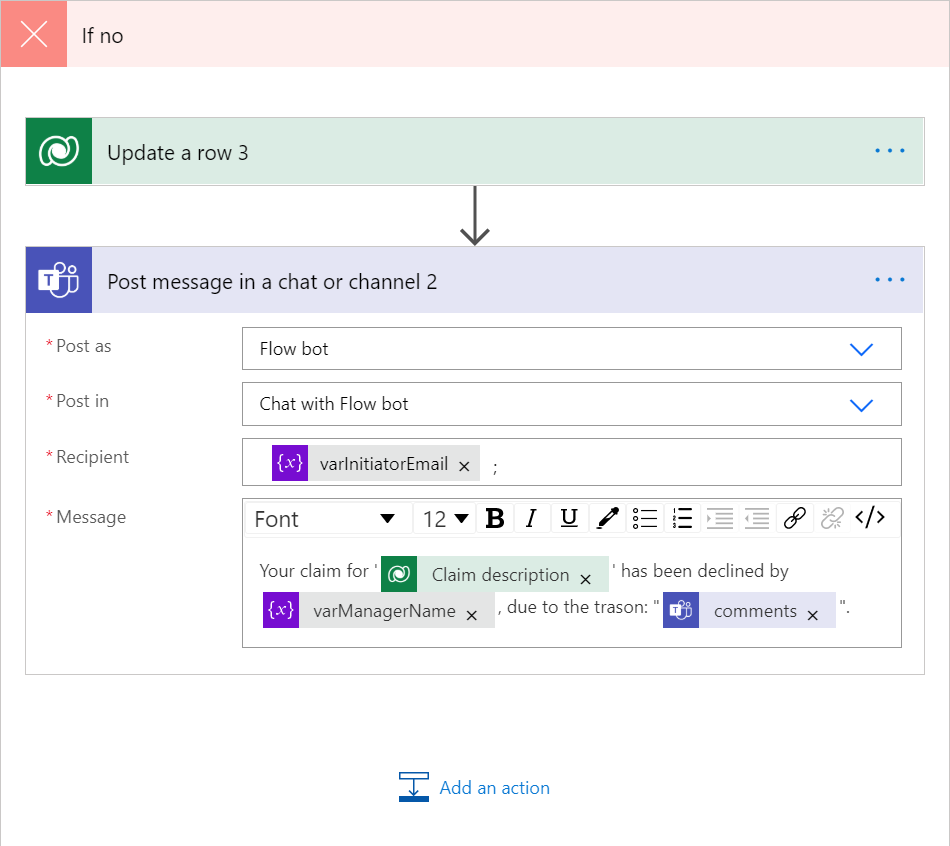 If no
Update a row 3
Post message in a chat or channel 2
* Post as
Flow bot
* Post in
Chat with Flow bot
* Recipient
{x} varInitiatorEmail × ;
* Message
Font 12 B I U </>
Your claim for ' Claim description × ' has been declined by
{x} varManagerName × , due to the trason: " T comments × ".
Add an action